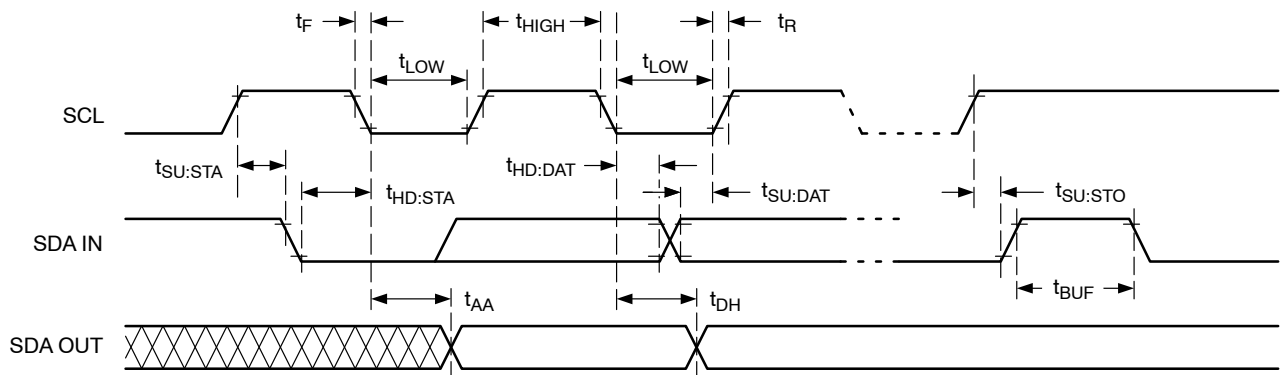 tF
tHIGH
tR
tLOW
tLOW
SCL
tSU:STA
tHD:STA
tHD:DAT
tSU:DAT
tSU:STO
SDA IN
tBUF
tAA
tDH
SDA OUT